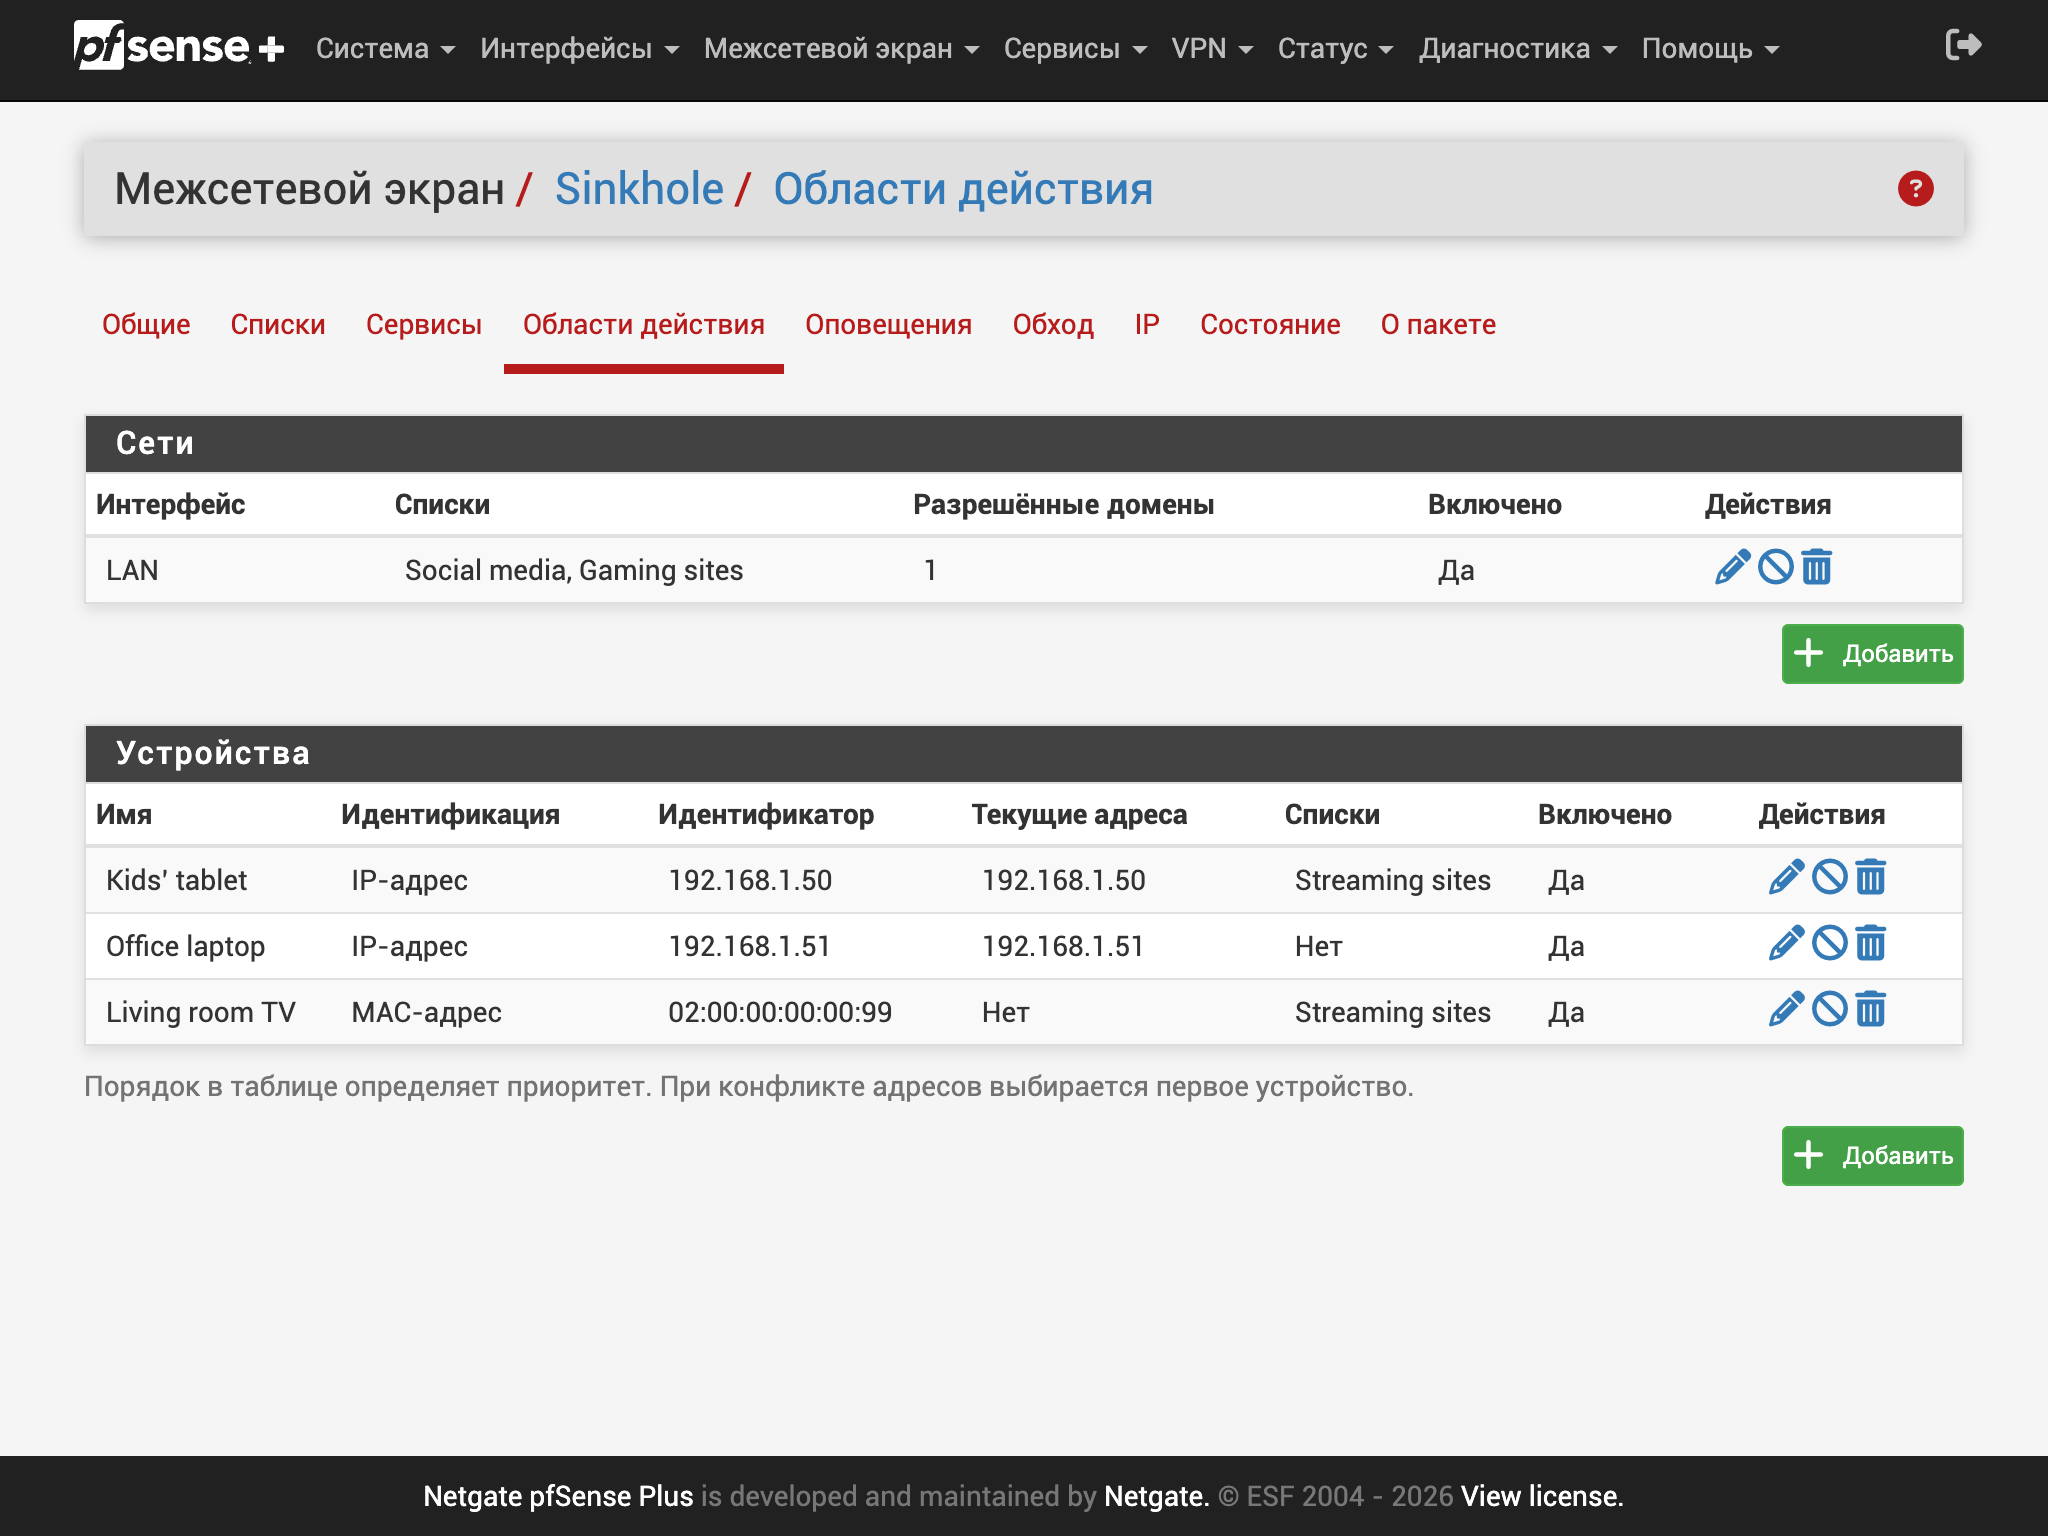 pfsense+ Система Интерфейсы Межсетевой экран Сервисы VPN Статус Диагностика Помощь
Межсетевой экран / Sinkhole / Области действия ?
Общие Списки Сервисы Области действия Оповещения Обход IP Состояние О пакете
Сети
Интерфейс Списки Разрешённые домены Включено Действия
LAN Social media, Gaming sites 1 Да
Добавить
Устройства
Имя Идентификация Идентификатор Текущие адреса Списки Включено Действия
Kids' tablet IP-адрес 192.168.1.50 192.168.1.50 Streaming sites Да
Office laptop IP-адрес 192.168.1.51 192.168.1.51 Нет Да
Living room TV MAC-адрес 02:00:00:00:00:99 Нет Streaming sites Да
Порядок в таблице определяет приоритет. При конфликте адресов выбирается первое устройство.
Добавить
Netgate pfSense Plus is developed and maintained by Netgate. © ESF 2004 - 2026 View license.